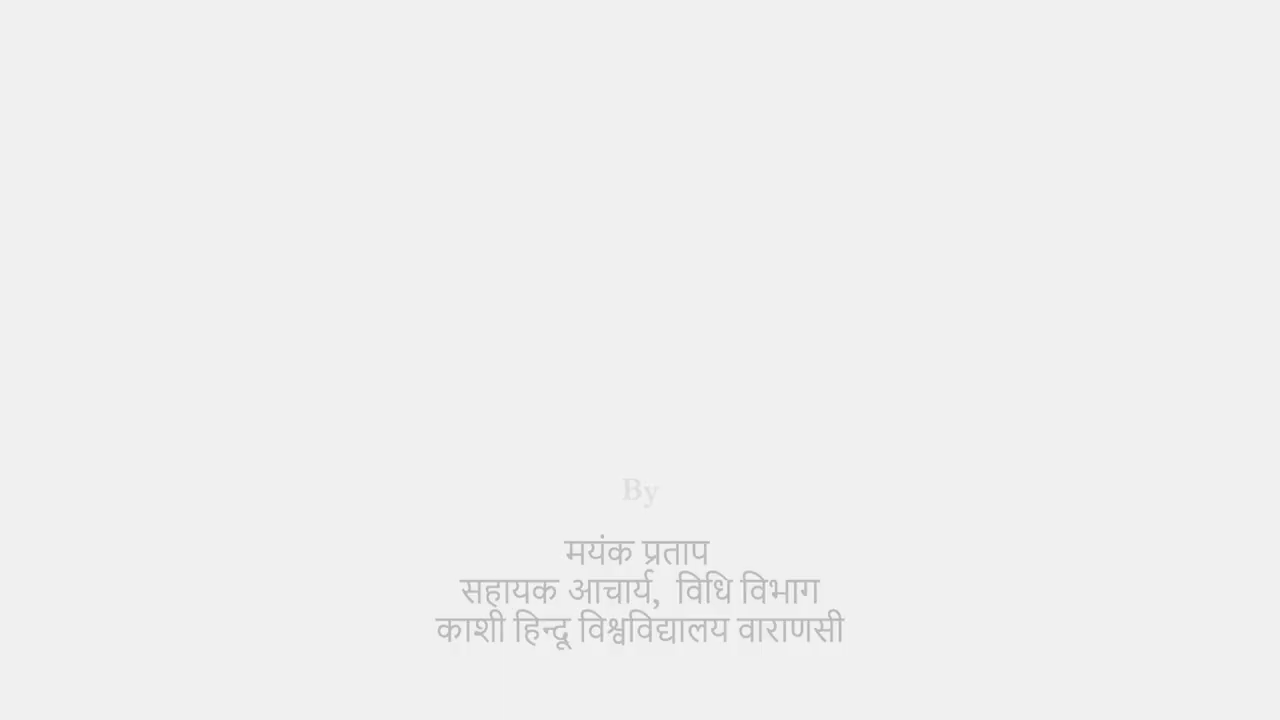 By
मयंक प्रताप
सहायक आचार्य, विधि विभाग
काशी हिन्दू विश्वविद्यालय वाराणसी